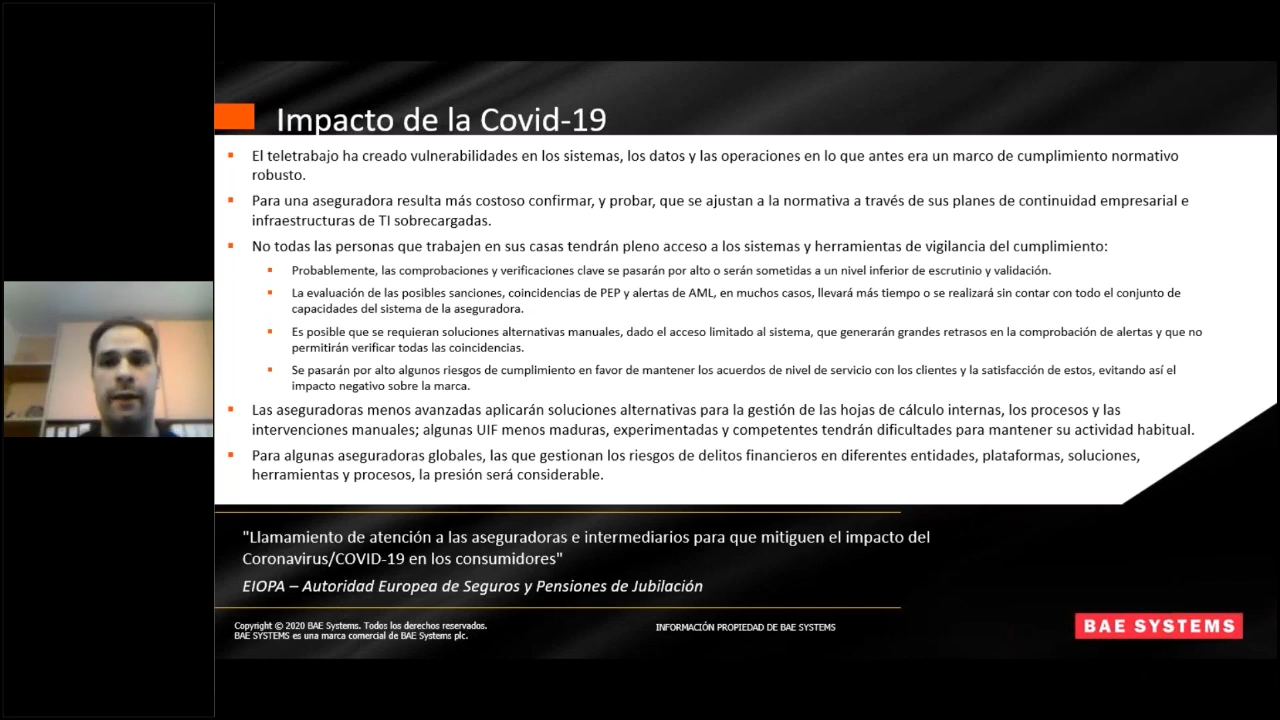 Impacto de la Covid-19
El teletrabajo ha creado vulnerabilidades en los sistemas, los datos y las operaciones en lo que antes era un marco de cumplimiento normativo
robusto.
Para una aseguradora resulta más costoso confirmar, y probar, que se ajustan a la normativa a través de sus planes de continuidad empresarial e
infraestructuras de TI sobrecargadas.
No todas las personas que trabajen en sus casas tendrán pleno acceso a los sistemas y herramientas de vigilancia del cumplimiento:
Probablemente, las comprobaciones y verificaciones clave se pasarán por alto o serán sometidas a un nivel inferior de escrutinio y validación.
La evaluación de las posibles sanciones, coincidencias de PEP y alertas de AML, en muchos casos, llevará más tiempo o se realizará sin contar con todo el conjunto de
capacidades del sistema de la aseguradora.
Es posible que se requieran soluciones alternativas manuales, dado el acceso limitado al sistema, que generarán grandes retrasos en la comprobación de alertas y que no
permitirán verificar todas las coincidencias.
Se pasarán por alto algunos riesgos de cumplimiento en favor de mantener los acuerdos de nivel de servicio con los clientes y la satisfacción de estos, evitando así el
impacto negativo sobre la marca.
Las aseguradoras menos avanzadas aplicarán soluciones alternativas para la gestión de las hojas de cálculo internas, los procesos y las
intervenciones manuales; algunas UIF menos maduras, experimentadas y competentes tendrán dificultades para mantener su actividad habitual.
Para algunas aseguradoras globales, las que gestionan los riesgos de delitos financieros en diferentes entidades, plataformas, soluciones,
herramientas y procesos, la presión será considerable.
"Llamamiento de atención a las aseguradoras e intermediarios para que mitiguen el impacto del
Coronavirus/COVID-19 en los consumidores"
EIOPA – Autoridad Europea de Seguros y Pensiones de Jubilación
Copyright © 2020 BAE Systems. Todos los derechos reservados.
BAE SYSTEMS es una marca comercial de BAE Systems plc.
INFORMACIÓN PROPIEDAD DE BAE SYSTEMS
BAE SYSTEMS